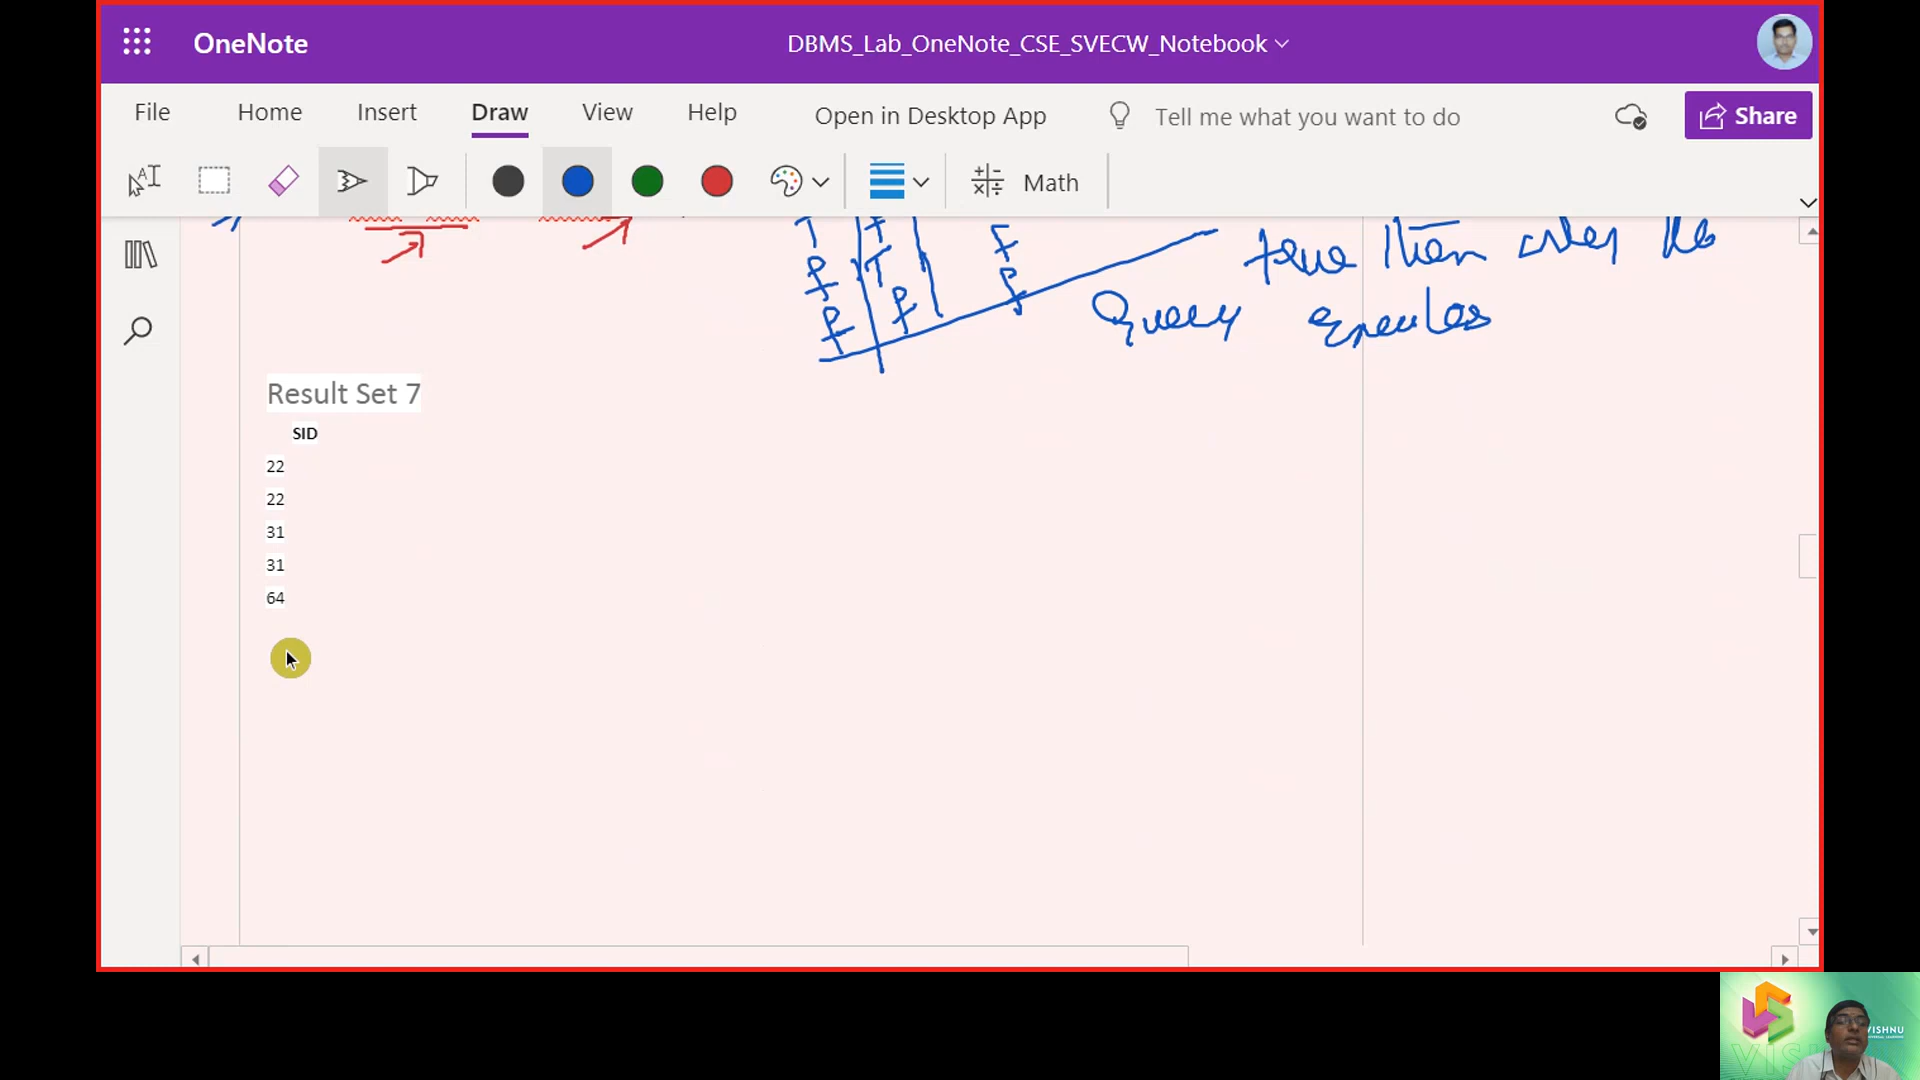 OneNote
DBMS_Lab_OneNote_CSE_SVECW_Notebook
File Home Insert Draw View Help Open in Desktop App Tell me what you want to do Share
Math
T F F
F T F
F F
true then only the
Query
Result Set 7
SID
22
22
31
31
64
VISHNU